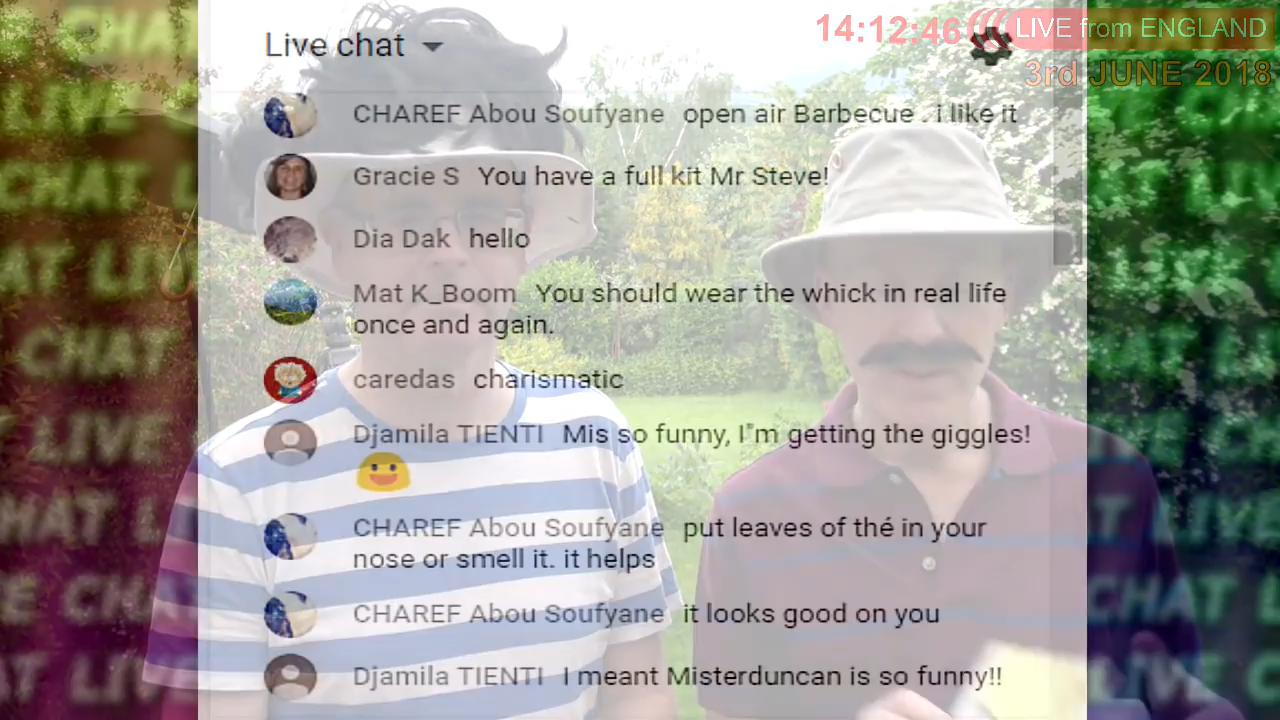 14:12:46
LIVE from ENGLAND
3rd JUNE 2018
Live chat
CHAREF Abou Soufyane open air Barbecue . i like it
Gracie S You have a full kit Mr Steve!
Dia Dak hello
Mat K_Boom You should wear the whick in real life
once and again.
caredas charismatic
Djamila TIENTI Mis so funny, I"m getting the giggles!
CHAREF Abou Soufyane put leaves of thé in your
nose or smell it. it helps
CHAREF Abou Soufyane it looks good on you
Djamila TIENTI I meant Misterduncan is so funny!!
LIVE CHAT